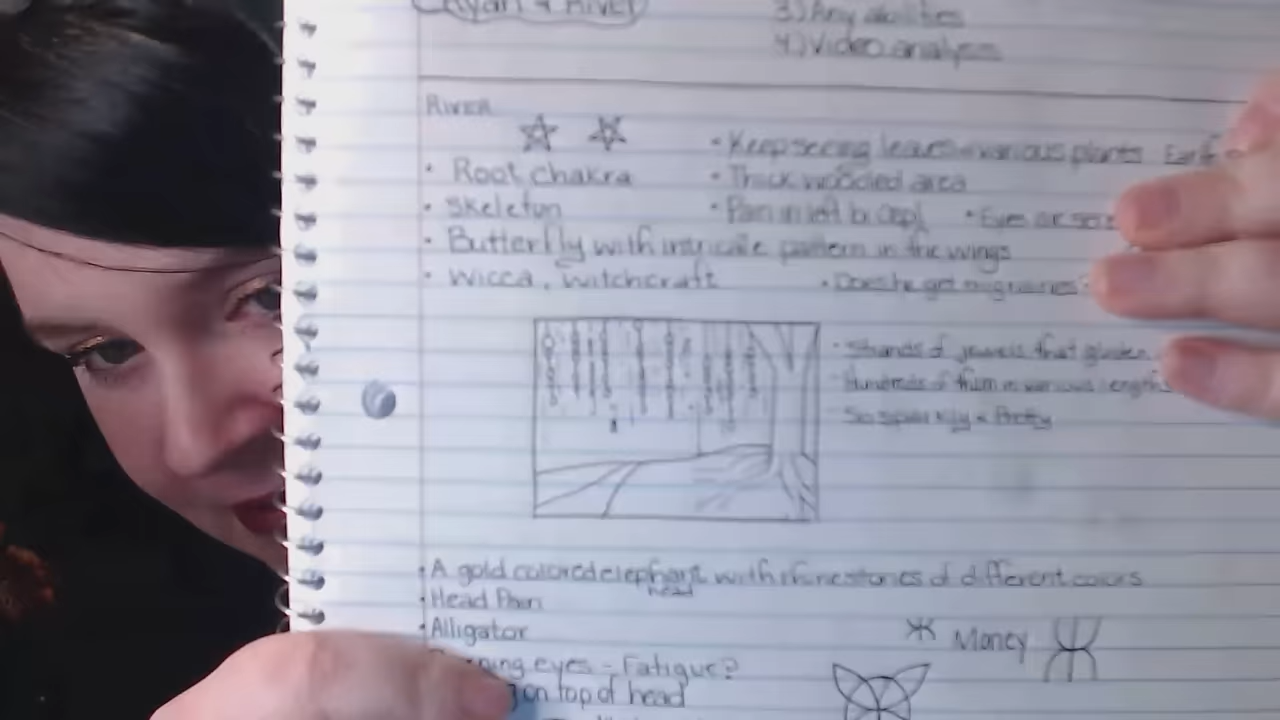 Ryan & River
3) Any abilities
4) Video analysis
RIVER
• Keep seeing leaves + various plants
• Root chakra
• Thick wooded area
• Skeleton
• Pain in left bicep
• Eyes or
• Butterfly with intricate pattern in the wings
• Wicca, witchcraft
• Does he get migraines?
• Strands of jewels that glisten
Hundreds of them in various lengths
So sparkly & Pretty
• A gold colored elephant with rhinestones of different colors
head
• Head Pain
• Alligator
Money
eyes - Fatigue?
on top of head